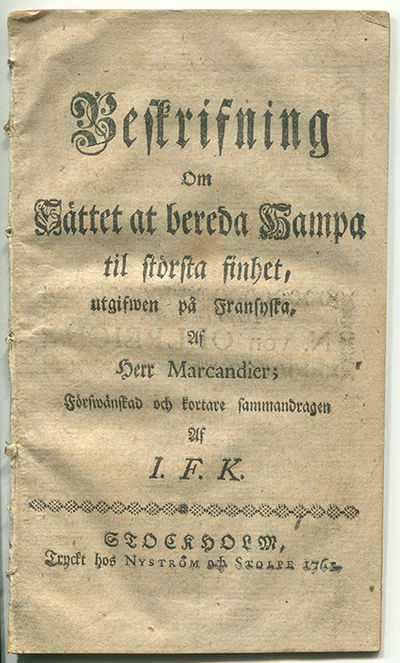 Beskrifning
Om
Sättet at bereda Hampa
til största finhet,
utgifwen på Fransyska,
Af
Herr Marcandier;
Förswänskad och kortare sammandragen
Af
I. F. K.
STOCKHOLM,
Tryckt hos NYSTRÖM och STOLPE